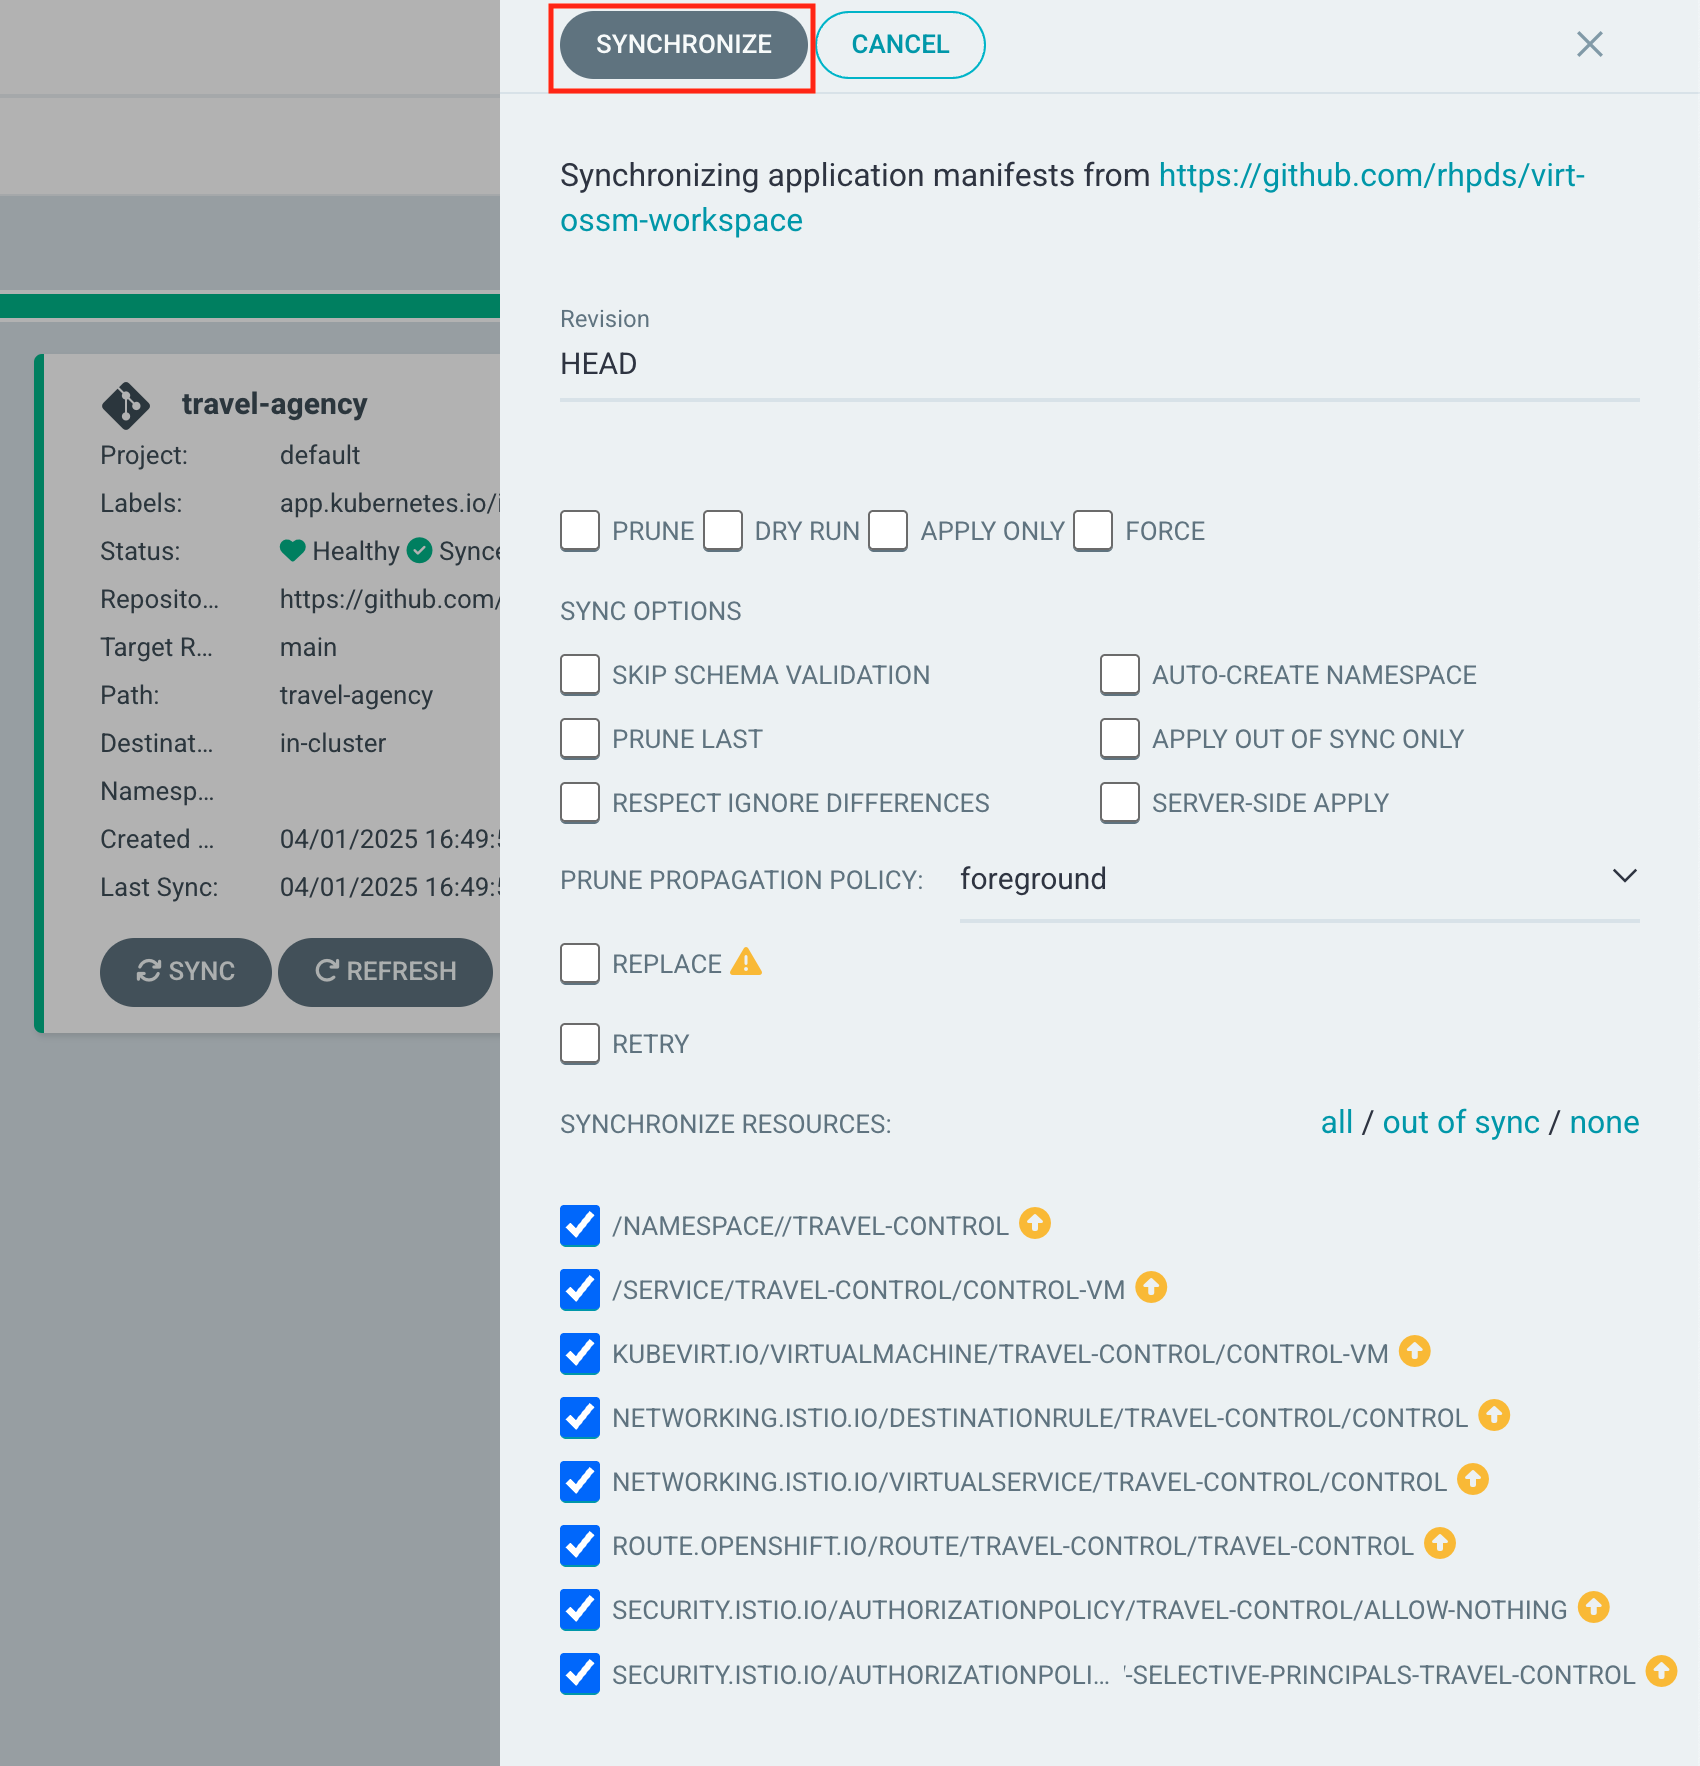 SYNCHRONIZE
CANCEL
Synchronizing application manifests from https://github.com/rhpds/virt-
ossm-workspace
Revision
HEAD
PRUNE
DRY RUN
APPLY ONLY
FORCE
SYNC OPTIONS
SKIP SCHEMA VALIDATION
AUTO-CREATE NAMESPACE
PRUNE LAST
APPLY OUT OF SYNC ONLY
RESPECT IGNORE DIFFERENCES
SERVER-SIDE APPLY
PRUNE PROPAGATION POLICY: foreground
REPLACE
RETRY
SYNCHRONIZE RESOURCES: all / out of sync / none
/NAMESPACE//TRAVEL-CONTROL
/SERVICE/TRAVEL-CONTROL/CONTROL-VM
KUBEVIRT.IO/VIRTUALMACHINE/TRAVEL-CONTROL/CONTROL-VM
NETWORKING.ISTIO.IO/DESTINATIONRULE/TRAVEL-CONTROL/CONTROL
NETWORKING.ISTIO.IO/VIRTUALSERVICE/TRAVEL-CONTROL/CONTROL
ROUTE.OPENSHIFT.IO/ROUTE/TRAVEL-CONTROL/TRAVEL-CONTROL
SECURITY.ISTIO.IO/AUTHORIZATIONPOLICY/TRAVEL-CONTROL/ALLOW-NOTHING
SECURITY.ISTIO.IO/AUTHORIZATIONPOLI... -SELECTIVE-PRINCIPALS-TRAVEL-CONTROL
travel-agency
Project: default
Labels: app.kubernetes.io/
Status: Healthy Sync
Reposito... https://github.com/
Target R... main
Path: travel-agency
Destinat... in-cluster
Namesp...
Created ... 04/01/2025 16:49:
Last Sync: 04/01/2025 16:49:
SYNC
REFRESH